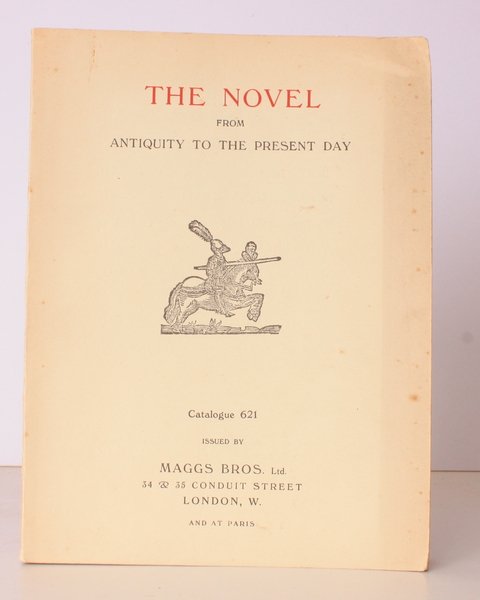 THE NOVEL
FROM
ANTIQUITY TO THE PRESENT DAY
Catalogue 621
ISSUED BY
MAGGS BROS. Ltd.
34 & 35 CONDUIT STREET
LONDON, W.
AND AT PARIS